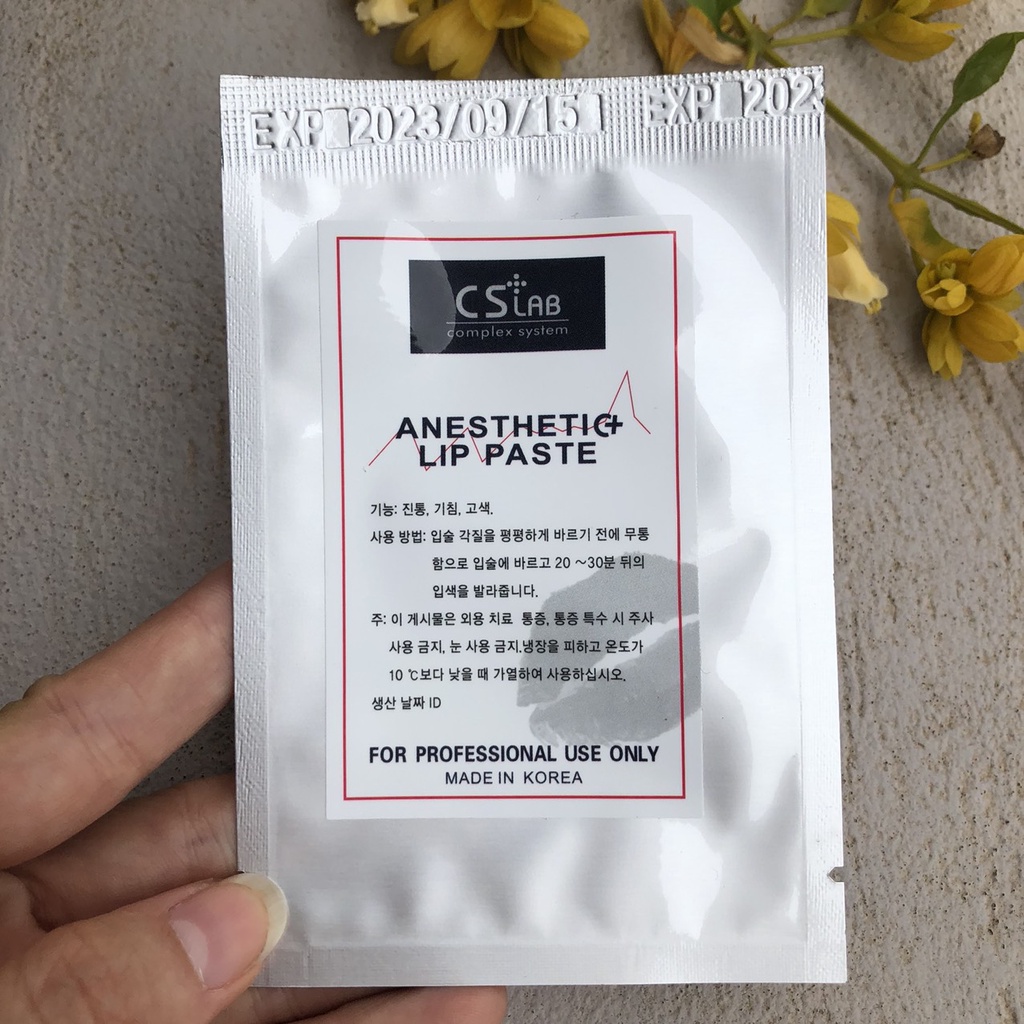 EXP 2023/09/15 EXP 2023
CS LAB
complex system
ANESTHETIC+
LIP PASTE
기능: 진통, 기침, 고색.
사용 방법: 입술 각질을 평평하게 바르기 전에 무통
함으로 입술에 바르고 20 ~30분 뒤의
입색을 발라줍니다.
주: 이 게시물은 외용 치료 통증, 통증 특수 시 주사
사용 금지, 눈 사용 금지.냉장을 피하고 온도가
10 ℃보다 낮을 때 가열하여 사용하십시오.
생산 날짜 ID
FOR PROFESSIONAL USE ONLY
MADE IN KOREA